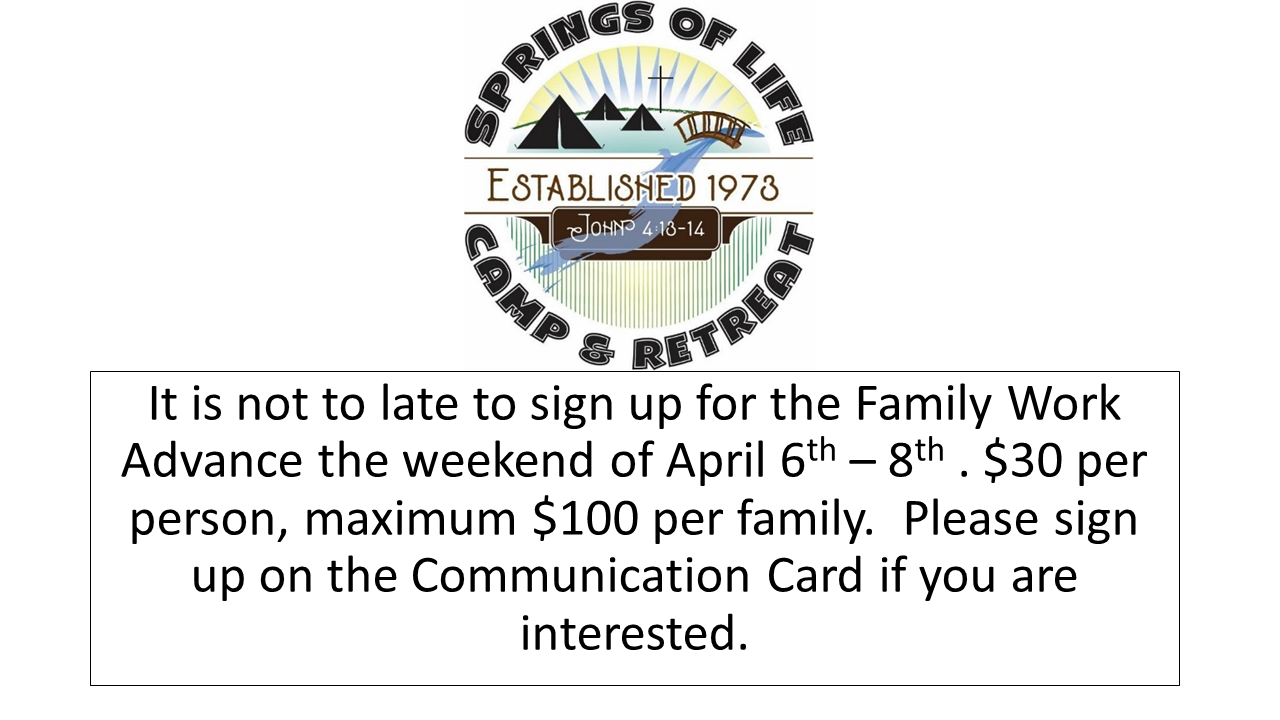 SPRINGS OF LIFE
ESTABLISHED 1973
JOHN 4:13-14
CAMP & RETREAT
It is not to late to sign up for the Family Work
Advance the weekend of April 6th – 8th . $30 per
person, maximum $100 per family.  Please sign
up on the Communication Card if you are
interested.